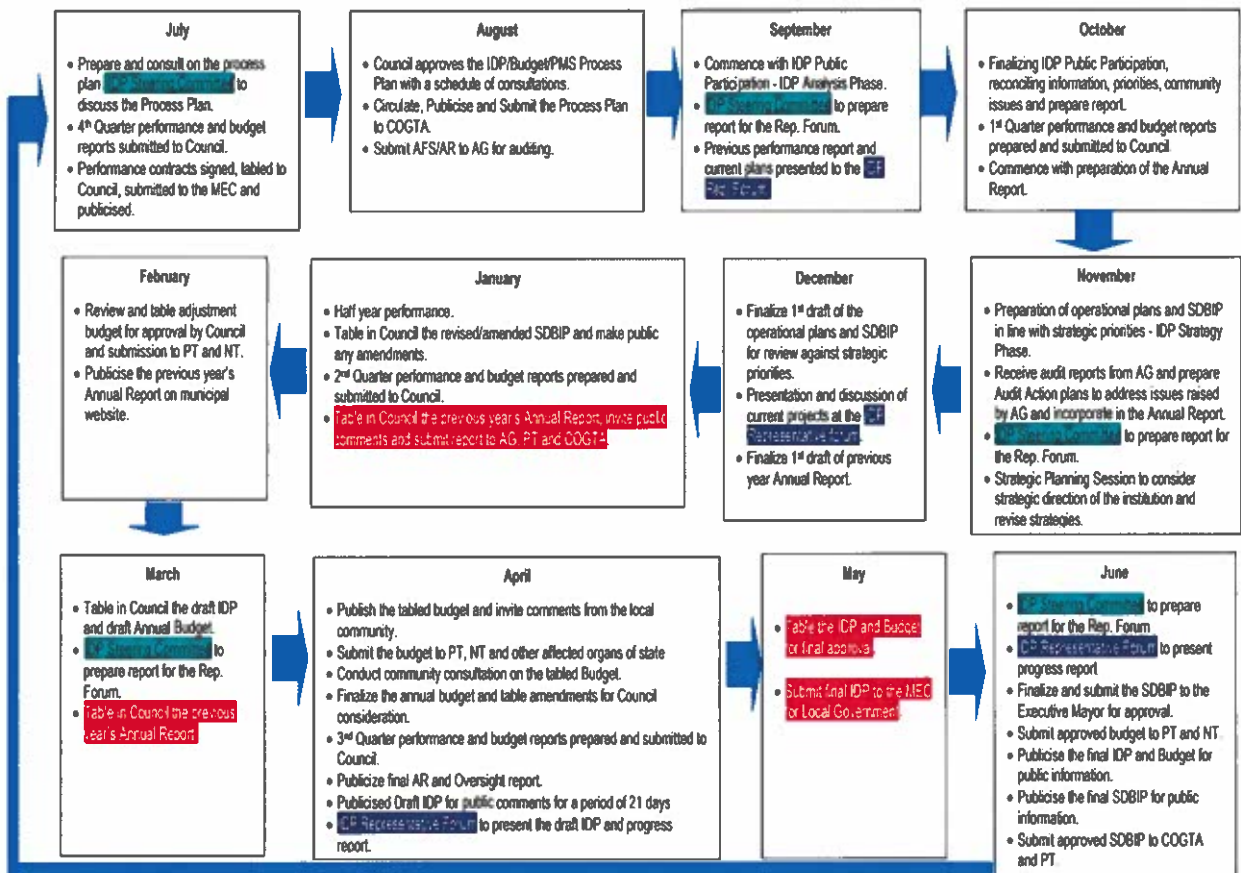 July
• Prepare and consult on the process
plan IDP Steering Committee to
discuss the Process Plan.
• 4th Quarter performance and budget
reports submitted to Council.
• Performance contracts signed, tabled to
Council, submitted to the MEC and
publicised.
August
• Council approves the IDP/Budget/PMS Process
Plan with a schedule of consultations.
• Circulate, Publicise and Submit the Process Plan
to COGTA.
• Submit AFS/AR to AG for auditing.
September
• Commence with IDP Public
Participation - IDP Analysis Phase.
• IDP Steering Committee to prepare
report for the Rep. Forum.
• Previous performance report and
current plans presented to the IDP
Rep. Forum
October
• Finalizing IDP Public Participation,
reconciling information, priorities, community
issues and prepare report.
• 1st Quarter performance and budget reports
prepared and submitted to Council.
• Commence with preparation of the Annual
Report.
February
• Review and table adjustment
budget for approval by Council
and submission to PT and NT.
• Publicise the previous year's
Annual Report on municipal
website.
January
• Half year performance.
• Table in Council the revised/amended SDBIP and make public
any amendments.
• 2nd Quarter performance and budget reports prepared and
submitted to Council.
• Table in Council the previous year's Annual Report, invite public
comments and submit report to AG, PT and COGTA.
December
• Finalize 1st draft of the
operational plans and SDBIP
for review against strategic
priorities.
• Presentation and discussion of
current projects at the IDP
Representative forum.
• Finalize 1st draft of previous
year Annual Report.
November
• Preparation of operational plans and SDBIP
in line with strategic priorities - IDP Strategy
Phase.
• Receive audit reports from AG and prepare
Audit Action plans to address issues raised
by AG and incorporate in the Annual Report.
• IDP Steering Committee to prepare report for
the Rep. Forum.
• Strategic Planning Session to consider
strategic direction of the institution and
revise strategies.
March
• Table in Council the draft IDP
and draft Annual Budget.
• IDP Steering Committee to
prepare report for the Rep.
Forum.
• Table in Council the previous
year's Annual Report
April
• Publish the tabled budget and invite comments from the local
community.
• Submit the budget to PT, NT and other affected organs of state
• Conduct community consultation on the tabled Budget.
• Finalize the annual budget and table amendments for Council
consideration.
• 3rd Quarter performance and budget reports prepared and submitted to
Council.
• Publicize final AR and Oversight report.
• Publicised Draft IDP for public comments for a period of 21 days
• IDP Representative Forum to present the draft IDP and progress
report.
May
• Table the IDP and Budget
for final approval.
• Submit final IDP to the MEC
for Local Government
June
• IDP Steering Committee to prepare
report for the Rep. Forum
• IDP Representative Forum to present
progress report
• Finalize and submit the SDBIP to the
Executive Mayor for approval.
• Submit approved budget to PT and NT.
• Publicise the final IDP and Budget for
public information.
• Publicise the final SDBIP for public
information.
• Submit approved SDBIP to COGTA
and PT